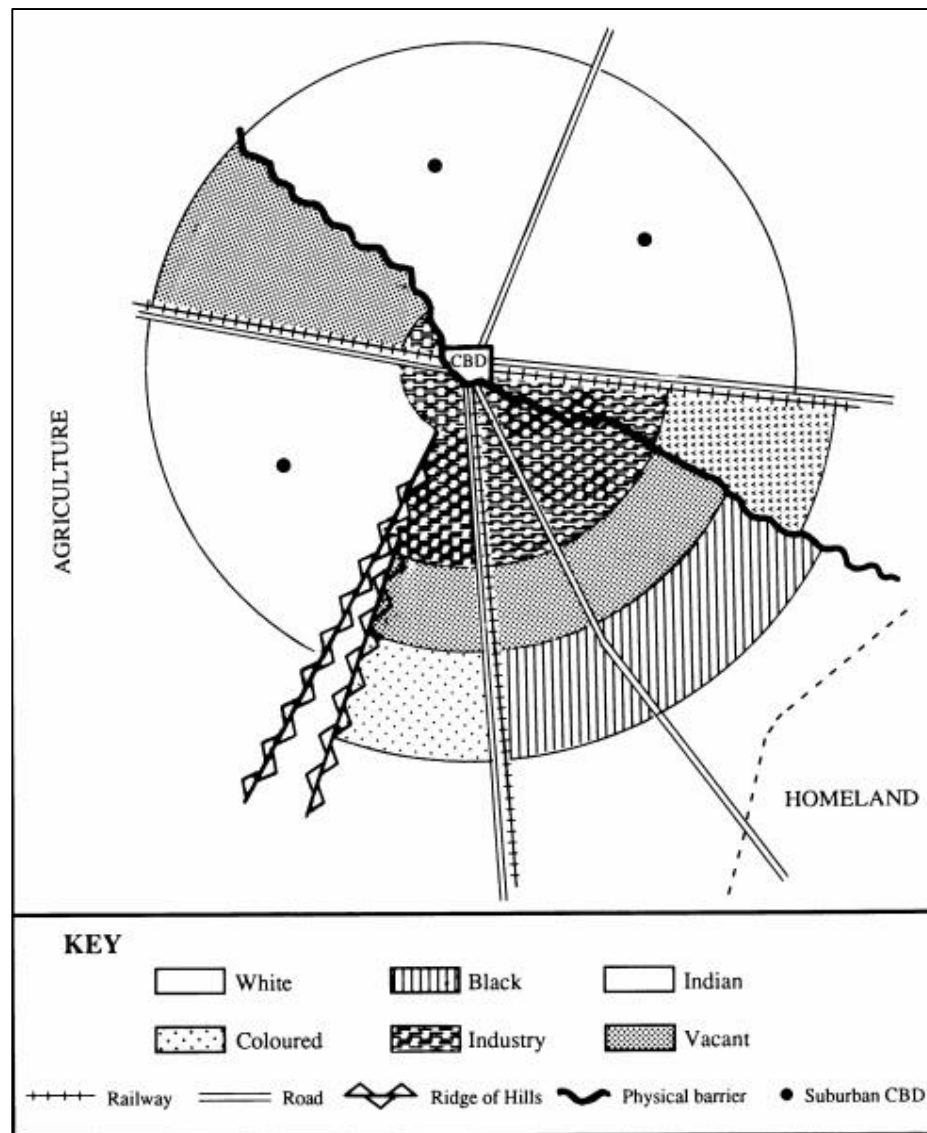 CBD
AGRICULTURE
HOMELAND
KEY
White Black Indian
Coloured Industry Vacant
Railway Road Ridge of Hills Physical barrier Suburban CBD